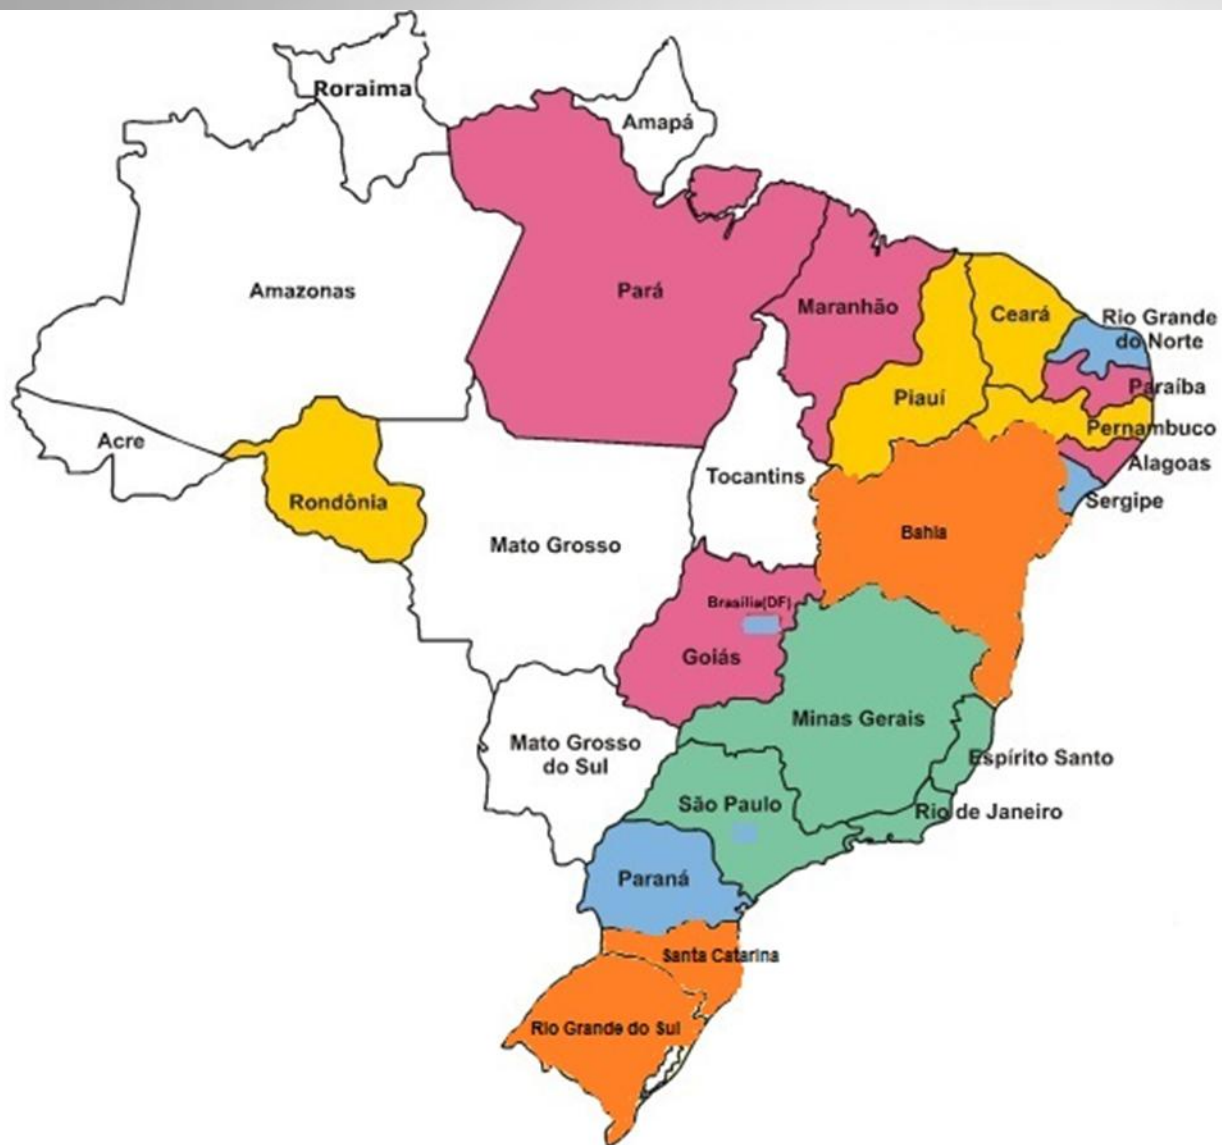 Roraima
Amapá
Amazonas
Pará
Maranhão
Ceará
Rio Grande
do Norte
Paraíba
Piauí
Pernambuco
Acre
Alagoas
Tocantins
Rondônia
Sergipe
Bahia
Mato Grosso
Brasília(DF)
Goiás
Minas Gerais
Mato Grosso
do Sul
Espírito Santo
São Paulo
Rio de Janeiro
Paraná
Santa Catarina
Rio Grande do Sul